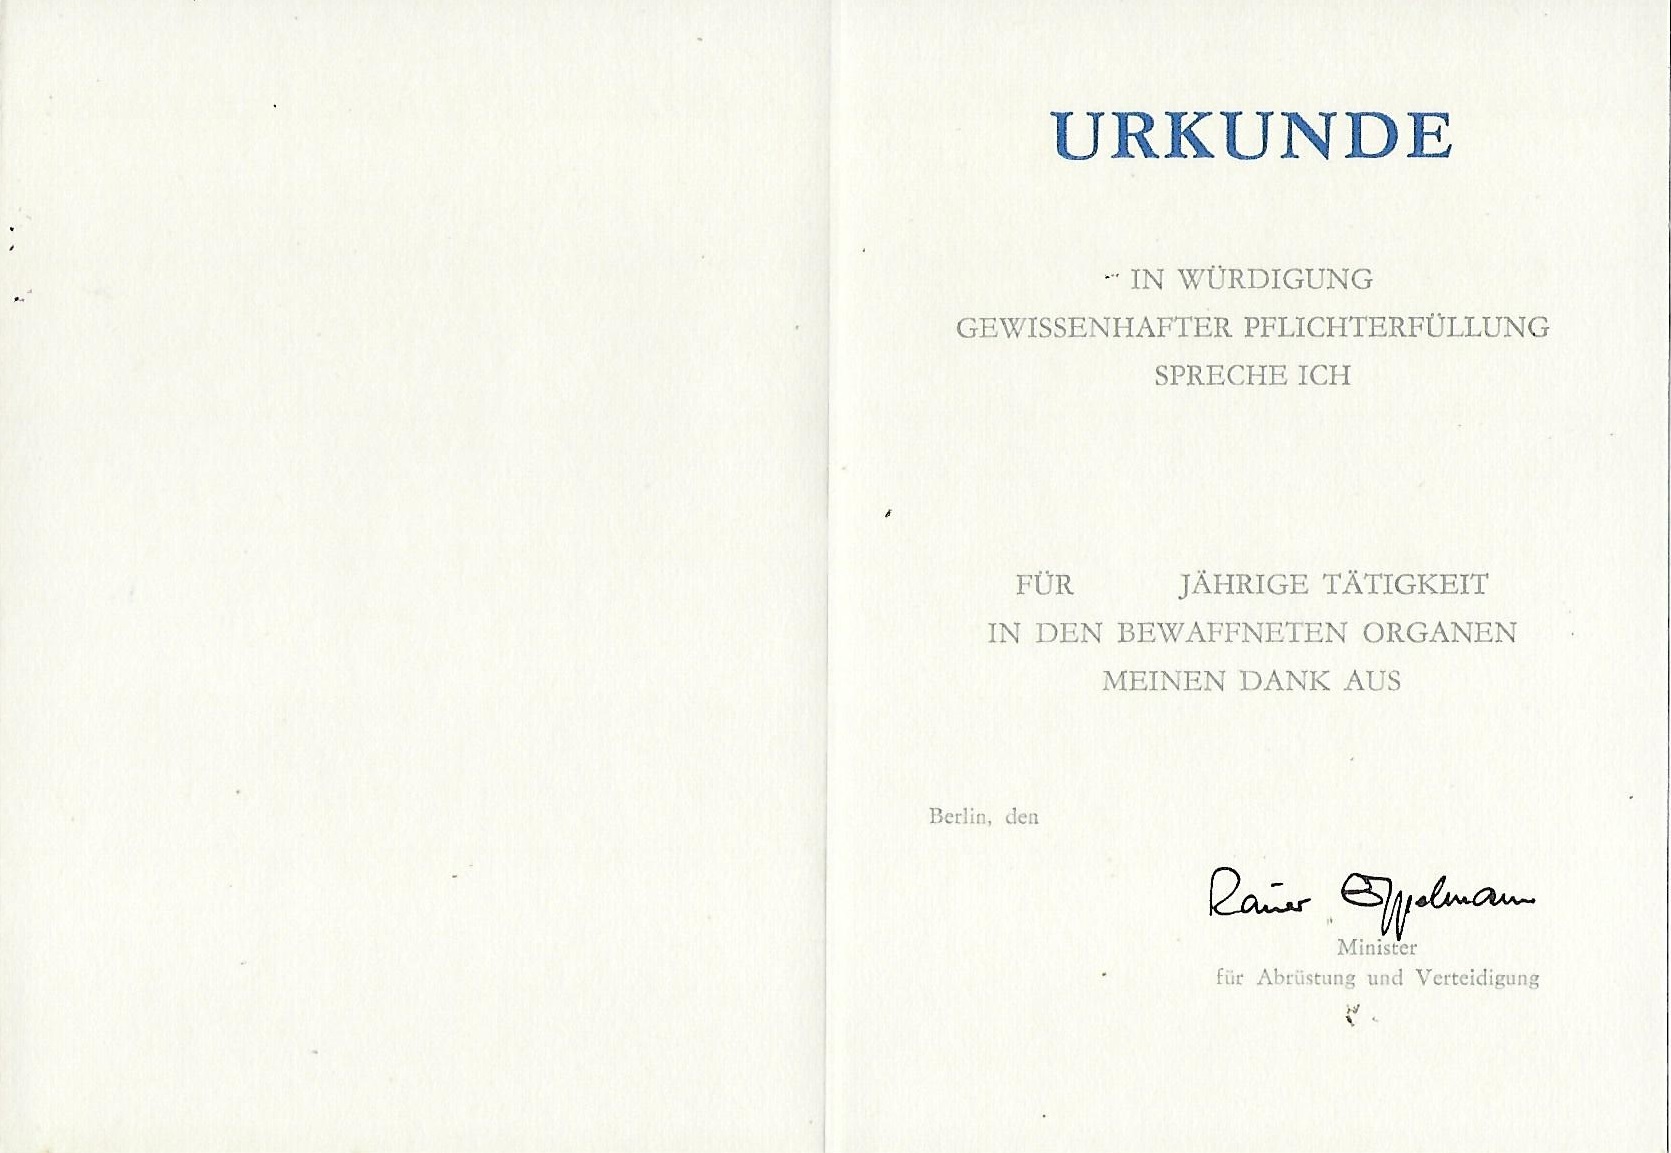 URKUNDE
IN WÜRDIGUNG
GEWISSENHAFTER PFLICHTERFÜLLUNG
SPRECHE ICH
FÜR JÄHRIGE TÄTIGKEIT
IN DEN BEWAFFNETEN ORGANEN
MEINEN DANK AUS
Berlin, den
Rainer Eppelmann
Minister
für Abrüstung und Verteidigung